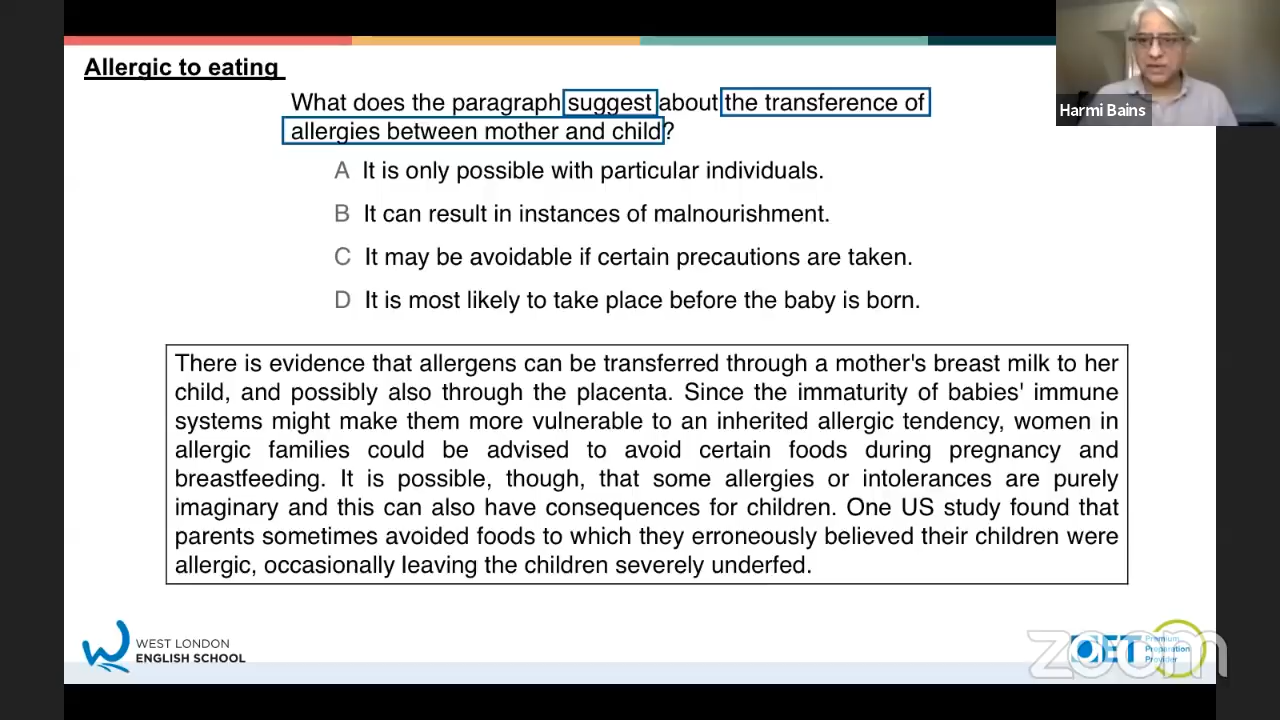 Allergic to eating
What does the paragraph suggest about the transference of
allergies between mother and child?
A It is only possible with particular individuals.
B It can result in instances of malnourishment.
C It may be avoidable if certain precautions are taken.
D It is most likely to take place before the baby is born.
Harmi Bains
There is evidence that allergens can be transferred through a mother's breast milk to her
child, and possibly also through the placenta. Since the immaturity of babies' immune
systems might make them more vulnerable to an inherited allergic tendency, women in
allergic families could be advised to avoid certain foods during pregnancy and
breastfeeding. It is possible, though, that some allergies or intolerances are purely
imaginary and this can also have consequences for children. One US study found that
parents sometimes avoided foods to which they erroneously believed their children were
allergic, occasionally leaving the children severely underfed.
WEST LONDON
ENGLISH SCHOOL
OET
Premium
Preparation
Provider
zoom